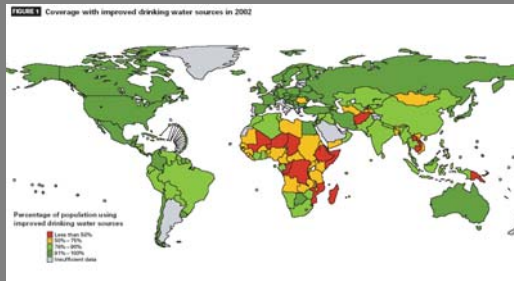 FIGURE 1 Coverage with improved drinking water sources in 2002
Percentage of population using
improved drinking water sources
Less than 50%
50% – 75%
76% – 90%
91% – 100%
Insufficient data